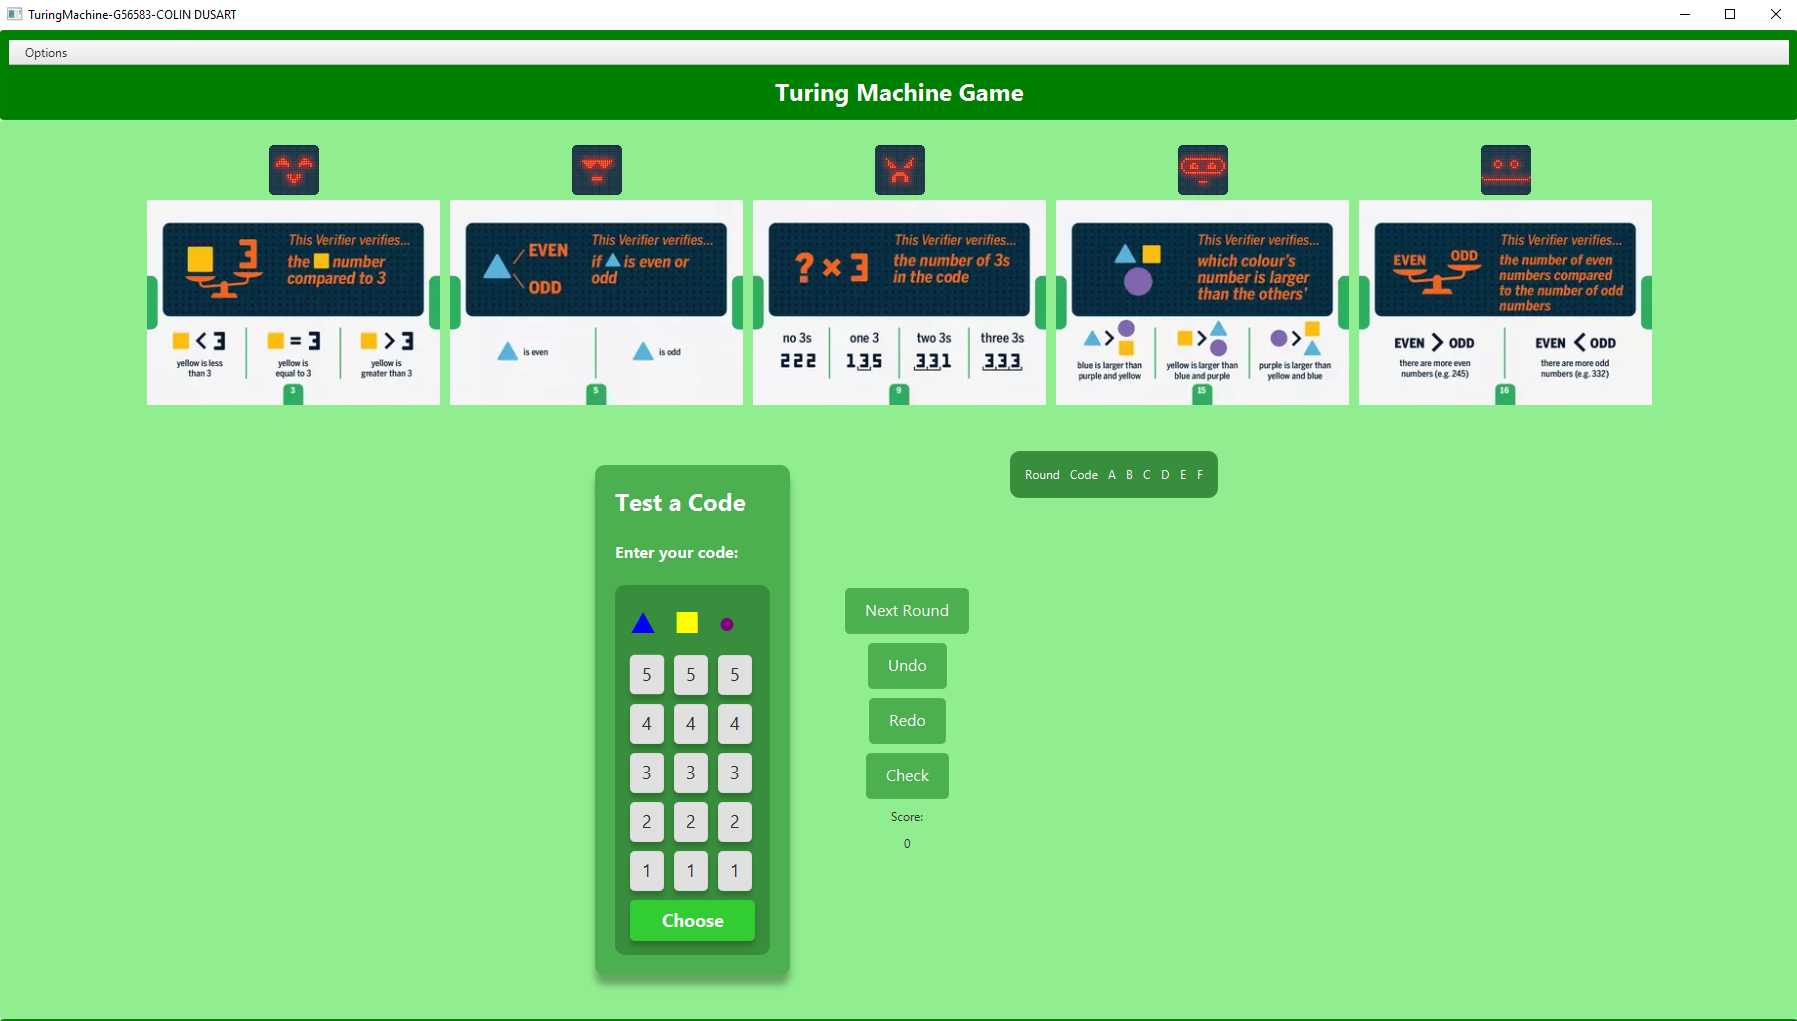 TuringMachine-G56583-COLIN DUSART
Options
Turing Machine Game
3
This Verifier verifies...
the number
compared to 3
< 3
= 3
> 3
yellow is less
than 3
yellow is
equal to 3
yellow is
greater than 3
3
EVEN
ODD
This Verifier verifies...
if is even or
odd
is even
is odd
5
? × 3
This Verifier verifies...
the number of 3s
in the code
no 3s
one 3
two 3s
three 3s
222
135
331
333
9
This Verifier verifies...
which colour's
number is larger
than the others'
>
>
>
blue is larger than
purple and yellow
yellow is larger than
blue and purple
purple is larger than
yellow and blue
15
EVEN
ODD
This Verifier verifies...
the number of even
numbers compared
to the number of odd
numbers
EVEN > ODD
EVEN < ODD
there are more even
numbers (e.g. 245)
there are more odd
numbers (e.g. 332)
16
Test a Code
Enter your code:
5 5 5
4 4 4
3 3 3
2 2 2
1 1 1
Choose
Next Round
Undo
Redo
Check
Score:
0
Round Code A B C D E F